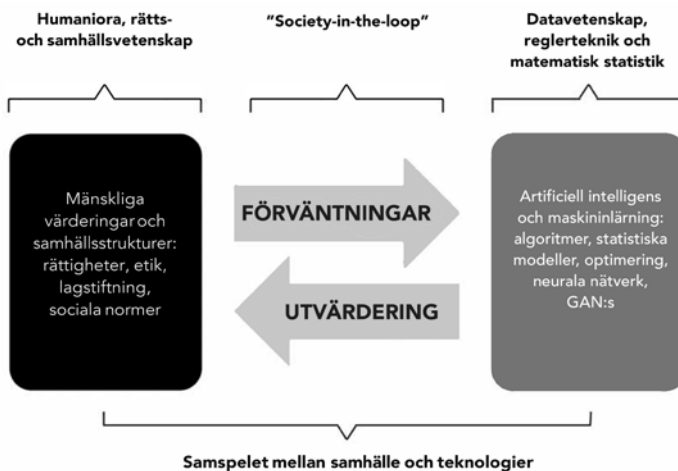 Humaniora, rätts-
och samhällsvetenskap
”Society-in-the-loop”
Datavetenskap,
reglerteknik och
matematisk statistik
Mänskliga
värderingar och
samhällsstrukturer:
rättigheter, etik,
lagstiftning,
sociala normer
FÖRVÄNTNINGAR
UTVÄRDERING
Artificiell intelligens
och maskininlärning:
algoritmer, statistiska
modeller, optimering,
neurala nätverk,
GAN:s
Samspelet mellan samhälle och teknologier